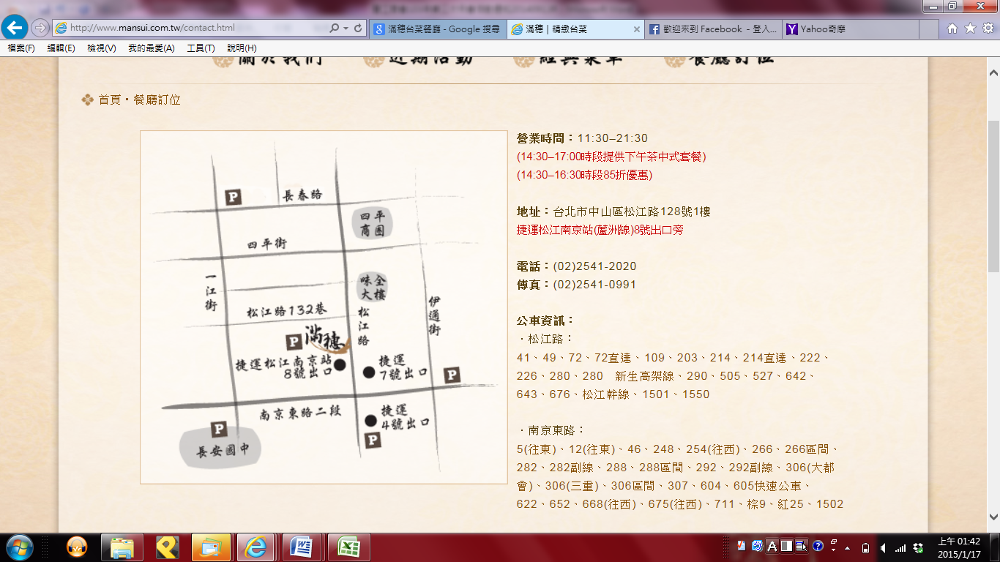 http://www.mansui.com.tw/contact.html
滿穗台菜餐廳 - Google 搜尋
滿穗│精緻台菜
歡迎來到 Facebook - 登入...
Yahoo奇摩
檔案(F) 編輯(E) 檢視(V) 我的最愛(A) 工具(T) 說明(H)
關於我們 近期活動 經典菜單 餐廳訂位
首頁‧餐廳訂位
P
長春路
四平
商圈
四平街
一江街
味全
大樓
松江路132巷
松江路
伊通街
P
滿穗
捷運松江南京站
8號出口
捷運
7號出口
P
南京東路二段
捷運
4號出口
P
P
長安國中
營業時間：11:30–21:30
(14:30–17:00時段提供下午茶中式套餐)
(14:30–16:30時段85折優惠)
地址：台北市中山區松江路128號1樓
捷運松江南京站(蘆洲線)8號出口旁
電話：(02)2541-2020
傳真：(02)2541-0991
公車資訊：
‧松江路：
41、49、72、72直達、109、203、214、214直達、222、
226、280、280　新生高架線、290、505、527、642、
643、676、松江幹線、1501、1550
‧南京東路：
5(往東)、12(往東)、46、248、254(往西)、266、266區間、
282、282副線、288、288區間、292、292副線、306(大都
會)、306(三重)、306區間、307、604、605快速公車、
622、652、668(往西)、675(往西)、711、棕9、紅25、1502
上午 01:42
2015/1/17